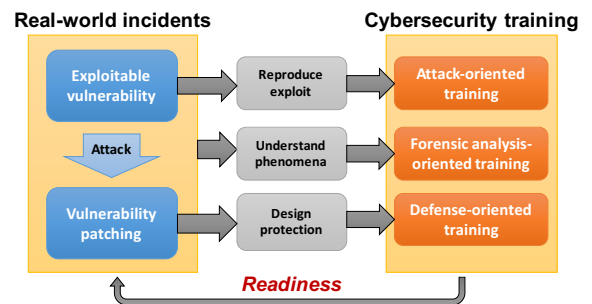 Real-world incidents
Cybersecurity training
Exploitable
vulnerability
Reproduce
exploit
Attack-oriented
training
Attack
Understand
phenomena
Forensic analysis-
oriented training
Vulnerability
patching
Design
protection
Defense-oriented
training
Readiness